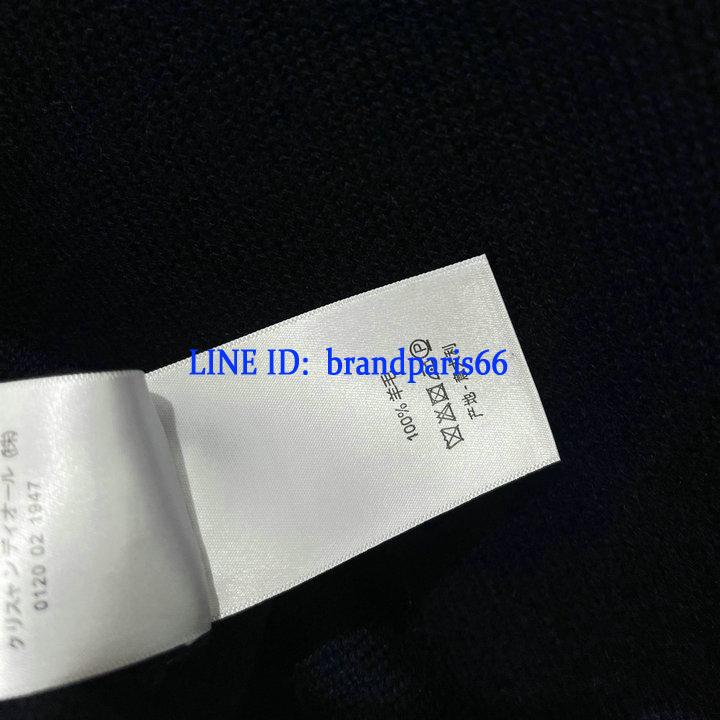 LINE ID: brandparis66
100%羊毛
産地-意大利
クリスチャン ディオール ㈱
0120 02 1947